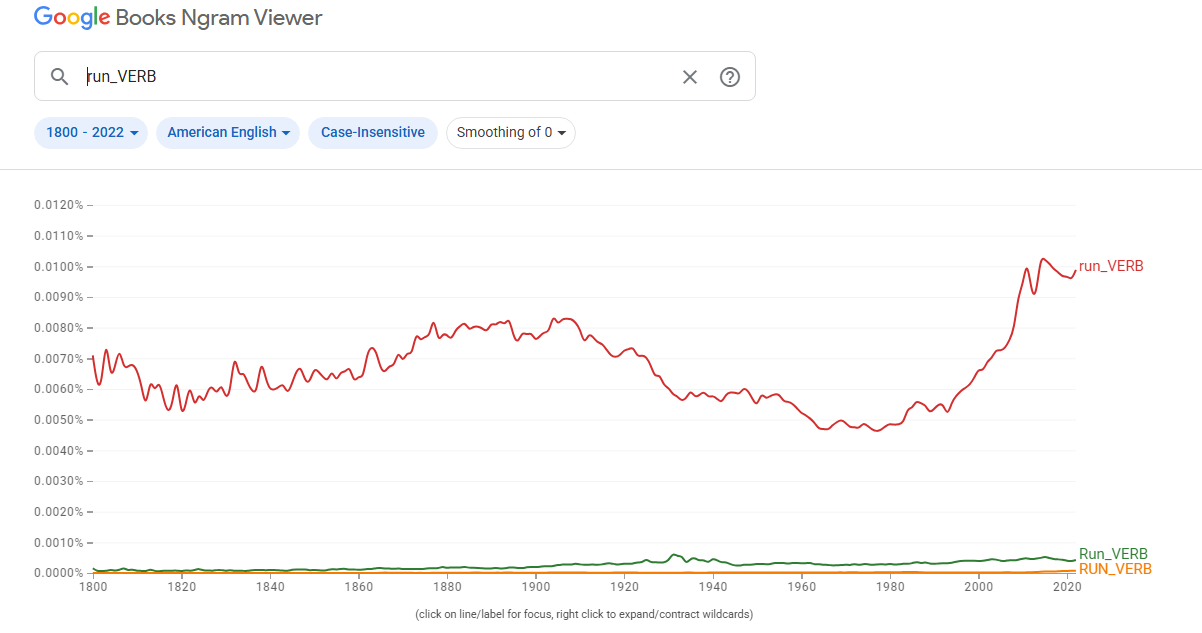 Google Books Ngram Viewer
run_VERB
1800 - 2022
American English
Case-Insensitive
Smoothing of 0
0.0120%
0.0110%
0.0100%
0.0090%
0.0080%
0.0070%
0.0060%
0.0050%
0.0040%
0.0030%
0.0020%
0.0010%
0.0000%
run_VERB
Run_VERB
RUN_VERB
1800 1820 1840 1860 1880 1900 1920 1940 1960 1980 2000 2020
(click on line/label for focus, right click to expand/contract wildcards)